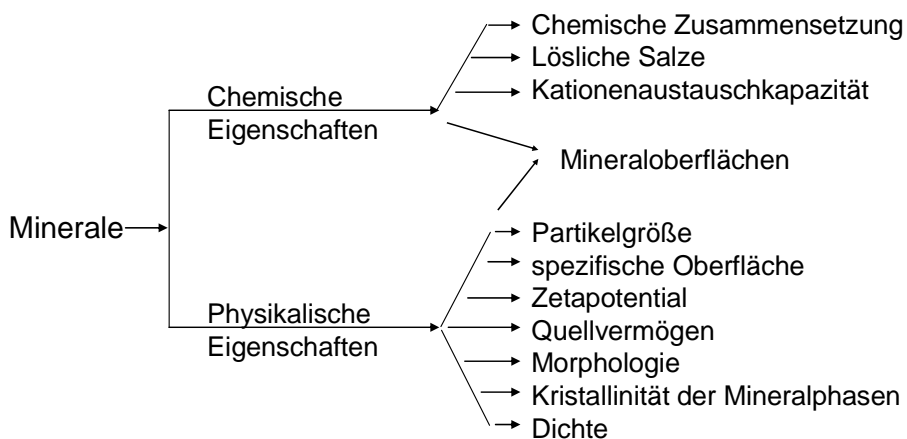 Minerale
Chemische
Eigenschaften
Chemische Zusammensetzung
Lösliche Salze
Kationenaustauschkapazität
Mineraloberflächen
Physikalische
Eigenschaften
Partikelgröße
spezifische Oberfläche
Zetapotential
Quellvermögen
Morphologie
Kristallinität der Mineralphasen
Dichte